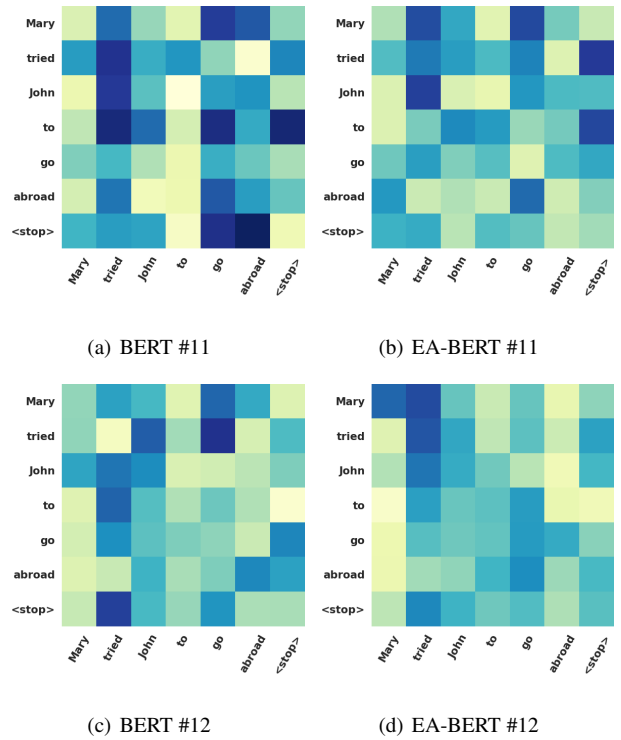 Mary
tried
John
to
go
abroad
<stop>
Mary tried John to go abroad <stop>
(a) BERT #11
Mary
tried
John
to
go
abroad
<stop>
Mary tried John to go abroad <stop>
(b) EA-BERT #11
Mary
tried
John
to
go
abroad
<stop>
Mary tried John to go abroad <stop>
(c) BERT #12
Mary
tried
John
to
go
abroad
<stop>
Mary tried John to go abroad <stop>
(d) EA-BERT #12